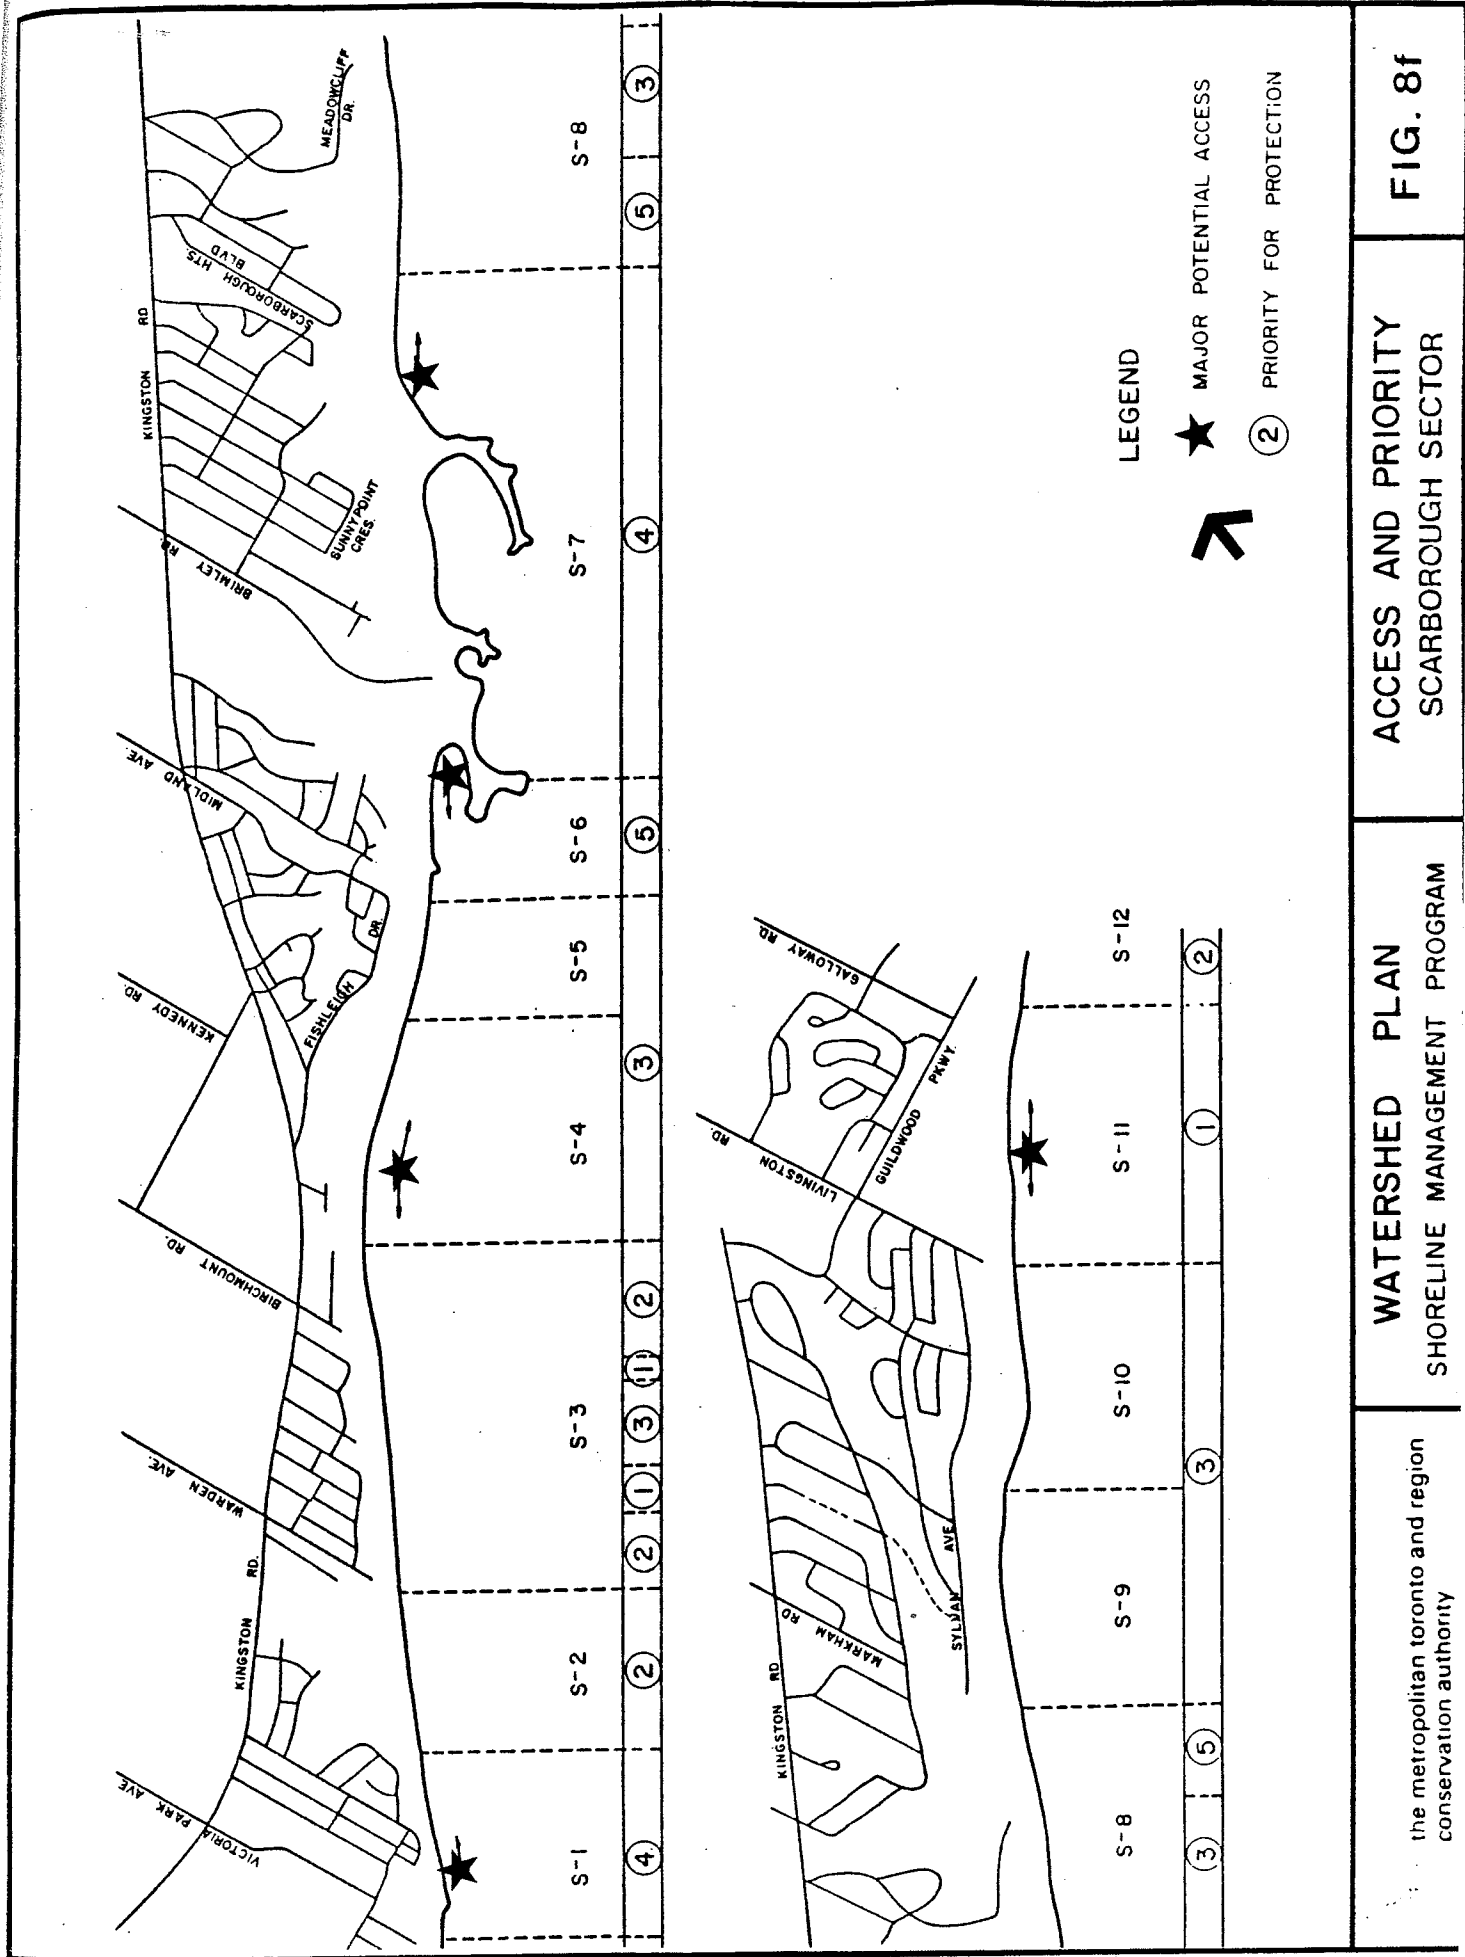 VICTORIA PARK AVE
KINGSTON RD.
WARDEN AVE.
BIRCHMOUNT RD.
KENNEDY RD.
FISHLEIGH DR.
MIDLAND AVE.
BRIMLEY RD.
SUNNYPOINT
CRES.
KINGSTON RD
SCARBOROUGH HTS.
BLVD
MEADOWCLIFF
DR.
S-1
S-2
S-3
S-4
S-5
S-6
S-7
S-8
4
2
2
1
3
1
2
3
5
4
5
3
KINGSTON RD
MARKHAM RD
SYLVAN AVE
LIVINGSTON RD.
GUILDWOOD PKWY.
GALLOWAY RD.
S-8
S-9
S-10
S-11
S-12
3
5
3
1
2
LEGEND
MAJOR POTENTIAL ACCESS
2 PRIORITY FOR PROTECTION
the metropolitan toronto and region
conservation authority
WATERSHED PLAN
SHORELINE MANAGEMENT PROGRAM
ACCESS AND PRIORITY
SCARBOROUGH SECTOR
FIG. 8f